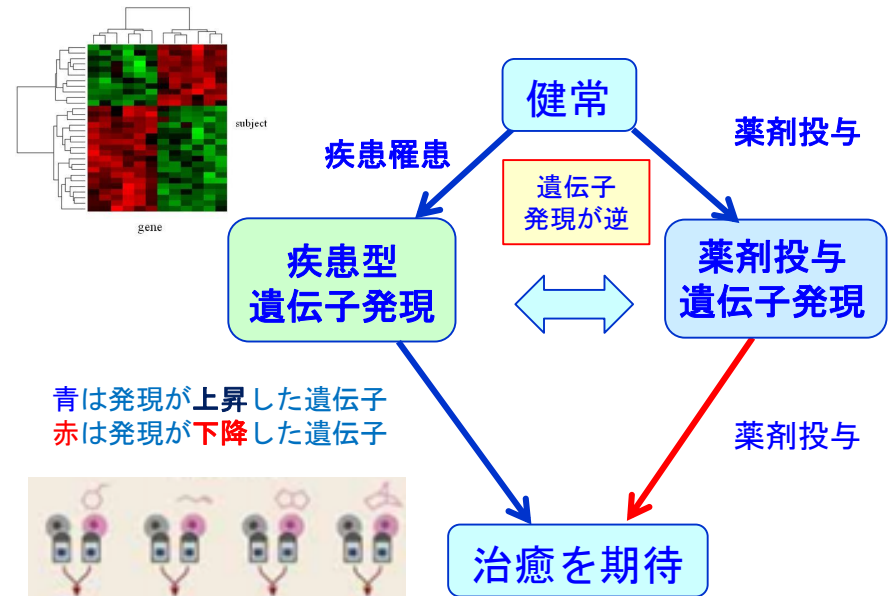 subject
gene
健常
疾患罹患
薬剤投与
遺伝子
発現が逆
疾患型
遺伝子発現
薬剤投与
遺伝子発現
青は発現が上昇した遺伝子
赤は発現が下降した遺伝子
薬剤投与
治癒を期待